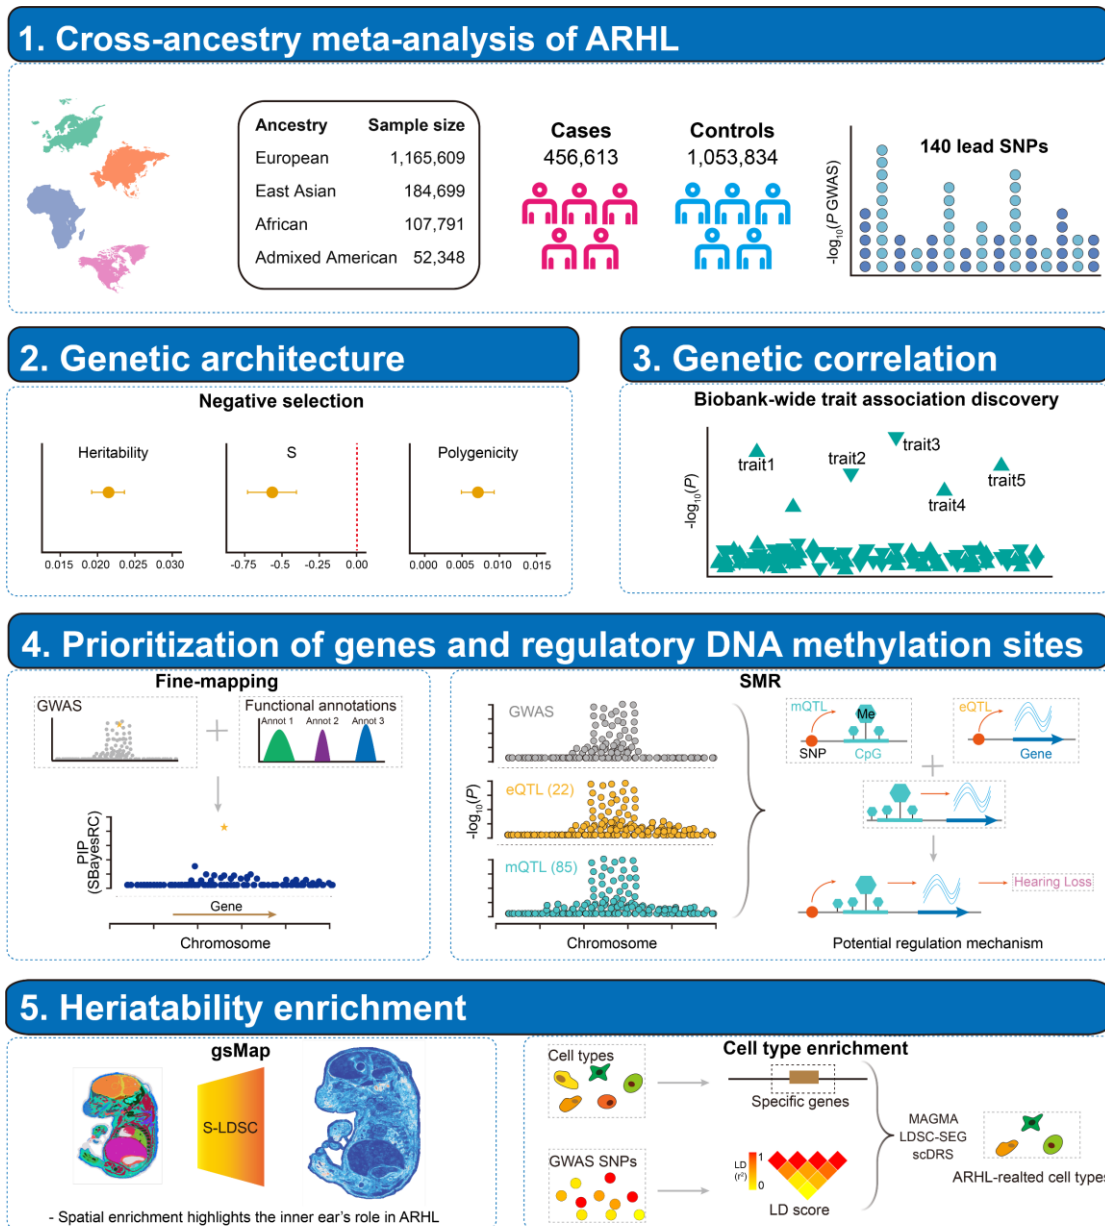 1. Cross-ancestry meta-analysis of ARHL
Ancestry Sample size
European 1,165,609
East Asian 184,699
African 107,791
Admixed American 52,348
Cases
456,613
Controls
1,053,834
140 lead SNPs
-log10(P GWAS)
2. Genetic architecture
Negative selection
Heritability
0.015 0.020 0.025 0.030
S
-0.75 -0.5 -0.25 0.00
Polygenicity
0.000 0.005 0.010 0.015
3. Genetic correlation
Biobank-wide trait association discovery
-log10(P)
trait1
trait2
trait3
trait4
trait5
4. Prioritization of genes and regulatory DNA methylation sites
Fine-mapping
GWAS
Functional annotations
Annot 1 Annot 2 Annot 3
PIP
(SBayesRC)
Gene
Chromosome
SMR
GWAS
eQTL (22)
mQTL (85)
-log10(P)
Chromosome
mQTL
Me
SNP
CpG
eQTL
Gene
Hearing Loss
Potential regulation mechanism
5. Heriatability enrichment
gsMap
S-LDSC
- Spatial enrichment highlights the inner ear's role in ARHL
Cell type enrichment
Cell types
Specific genes
GWAS SNPs
LD
(r²)
1
0
LD score
MAGMA
LDSC-SEG
scDRS
ARHL-realted cell types